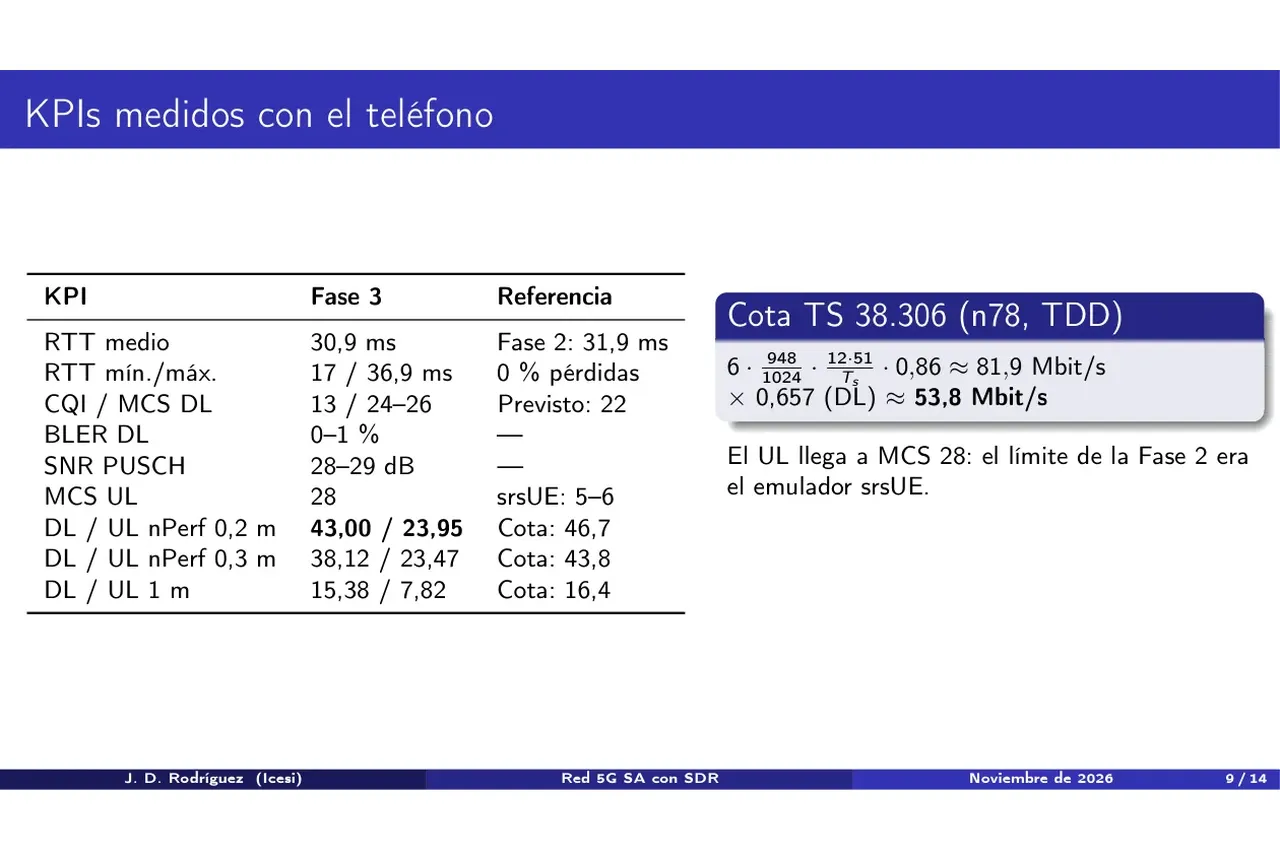 KPIs medidos con el teléfono
KPI Fase 3 Referencia
RTT medio 30,9 ms Fase 2: 31,9 ms
RTT mín./máx. 17 / 36,9 ms 0 % pérdidas
CQI / MCS DL 13 / 24–26 Previsto: 22
BLER DL 0–1 % —
SNR PUSCH 28–29 dB —
MCS UL 28 srsUE: 5–6
DL / UL nPerf 0,2 m 43,00 / 23,95 Cota: 46,7
DL / UL nPerf 0,3 m 38,12 / 23,47 Cota: 43,8
DL / UL 1 m 15,38 / 7,82 Cota: 16,4
Cota TS 38.306 (n78, TDD)
6 · 948/1024 · 12·51/Ts · 0,86 ≈ 81,9 Mbit/s
× 0,657 (DL) ≈ 53,8 Mbit/s
El UL llega a MCS 28: el límite de la Fase 2 era
el emulador srsUE.
J. D. Rodríguez (Icesi) Red 5G SA con SDR Noviembre de 2026 9 / 14